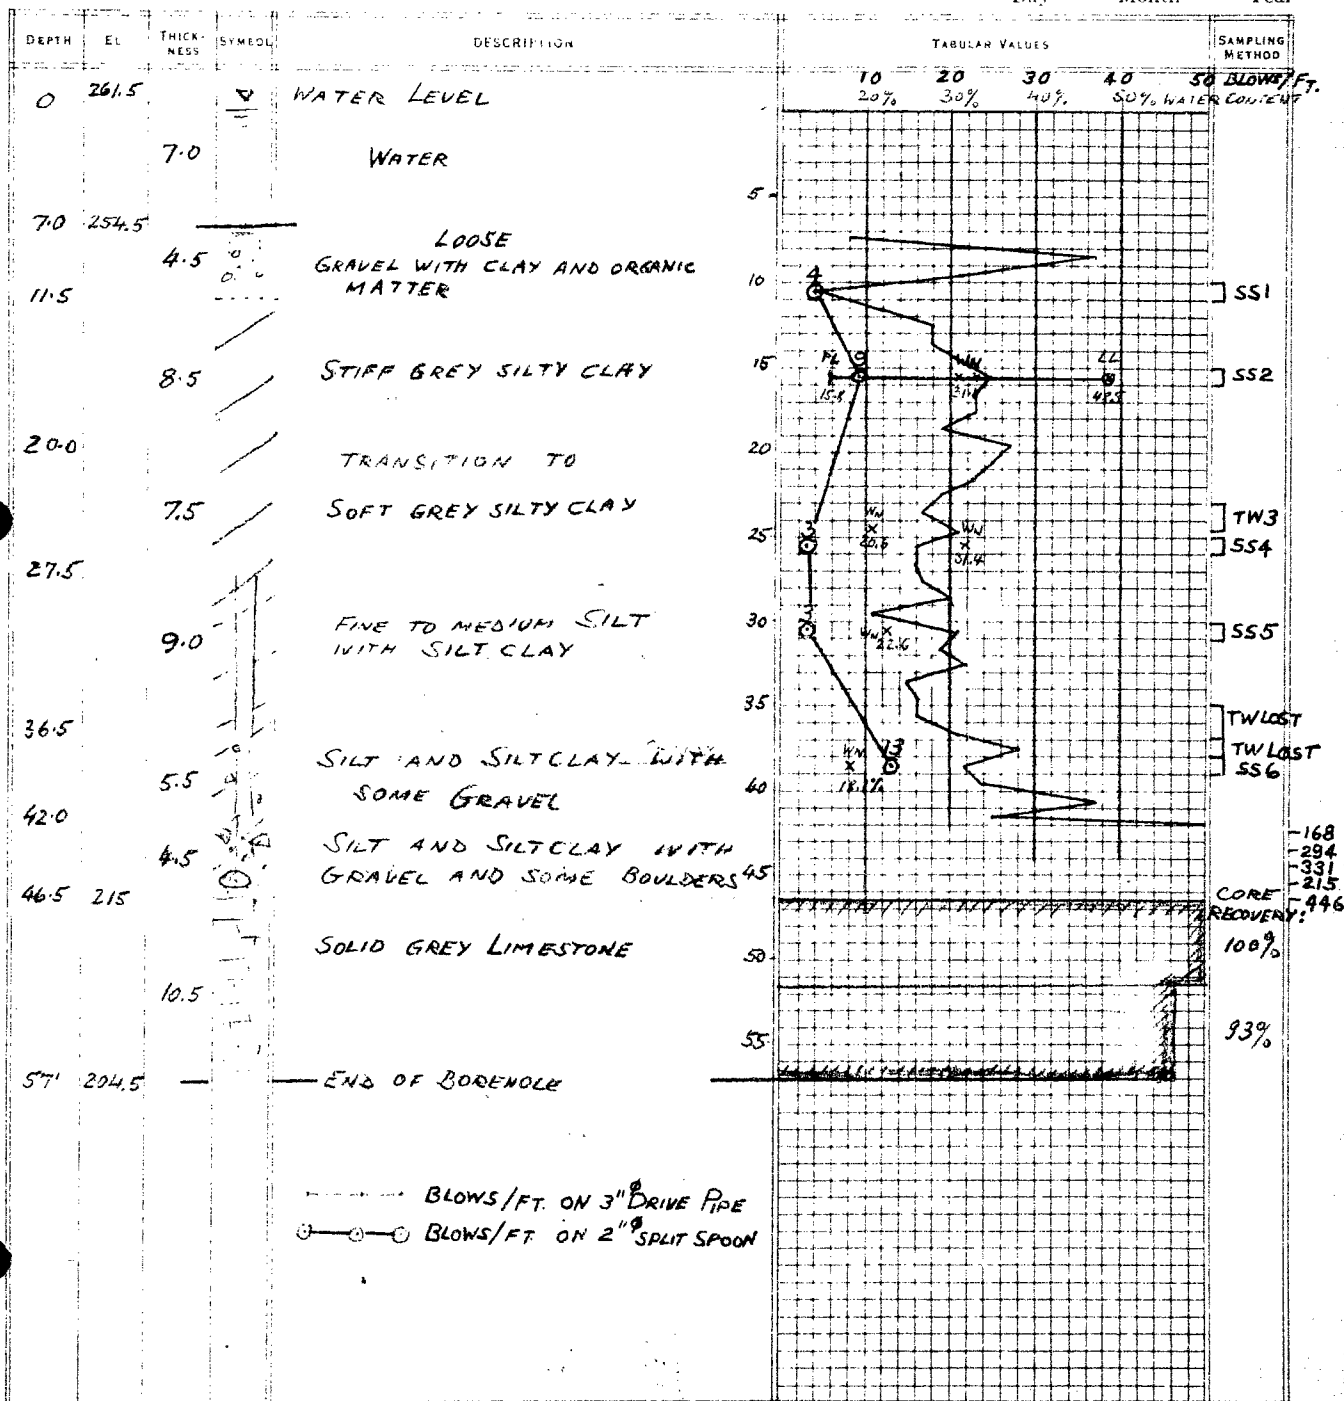 Day Month Year
DEPTH EL THICK-NESS SYMBOL DESCRIPTION TABULAR VALUES SAMPLING METHOD
10 20 30 40 50 BLOWS/FT.
20% 30% 40% 50% WATER CONTENT
0 261.5 WATER LEVEL
7.0 WATER
5
7.0 254.5
LOOSE
4.5 GRAVEL WITH CLAY AND ORGANIC
MATTER
11.5
10 4 SS1
8.5 STIFF GREY SILTY CLAY
15 PL 9 WN LL SS2
15.8 31.8 48.5
20.0
20
TRANSITION TO
7.5 SOFT GREY SILTY CLAY
WN TW3
25 3 20.6 WN SS4
31.4
27.5
9.0 FINE TO MEDIUM SILT
WITH SILT CLAY
30 3 WN SS5
22.6
35
36.5
TW LOST
TW LOST
SS6
5.5 SILT AND SILTCLAY WITH
SOME GRAVEL
WN 13
18.1%
40
42.0
4.5 SILT AND SILTCLAY WITH
GRAVEL AND SOME BOULDERS
45
168
294
331
215
446
46.5 215
CORE
RECOVERY:
SOLID GREY LIMESTONE
50 100%
10.5
55 93%
57' 204.5 END OF BOREHOLE
BLOWS/FT. ON 3"ø DRIVE PIPE
BLOWS/FT. ON 2"ø SPLIT SPOON